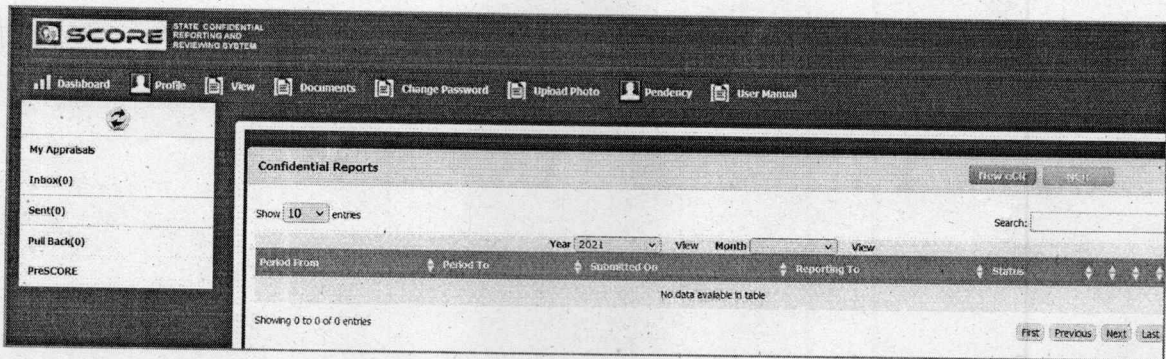 SCORE
STATE CONFIDENTIAL
REPORTING AND
REVIEWING SYSTEM
Dashboard Profile View Documents Change Password Upload Photo Pendency User Manual
My Appraisals
Inbox(0)
Sent(0)
Pull Back(0)
PreSCORE
Confidential Reports
New eCR
NCR
Show 10 entries
Search:
Year 2021 View Month View
Period From Period To Submitted On Reporting To Status
No data available in table
Showing 0 to 0 of 0 entries
First Previous Next Last